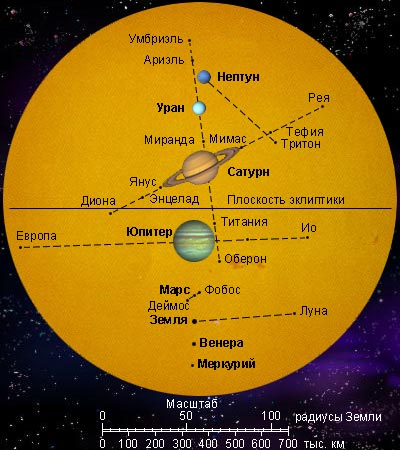 Умбриэль
Ариэль
Нептун
Уран
Рея
Тефия
Миранда Мимас
Тритон
Сатурн
Янус
Диона
Энцелад
Плоскость эклиптики
Титания
Юпитер
Ио
Европа
Оберон
Марс
Фобос
Деймос
Земля
Луна
Венера
Меркурий
Масштаб
0 50 100 радиусы Земли
0 100 200 300 400 500 600 700 тыс. км